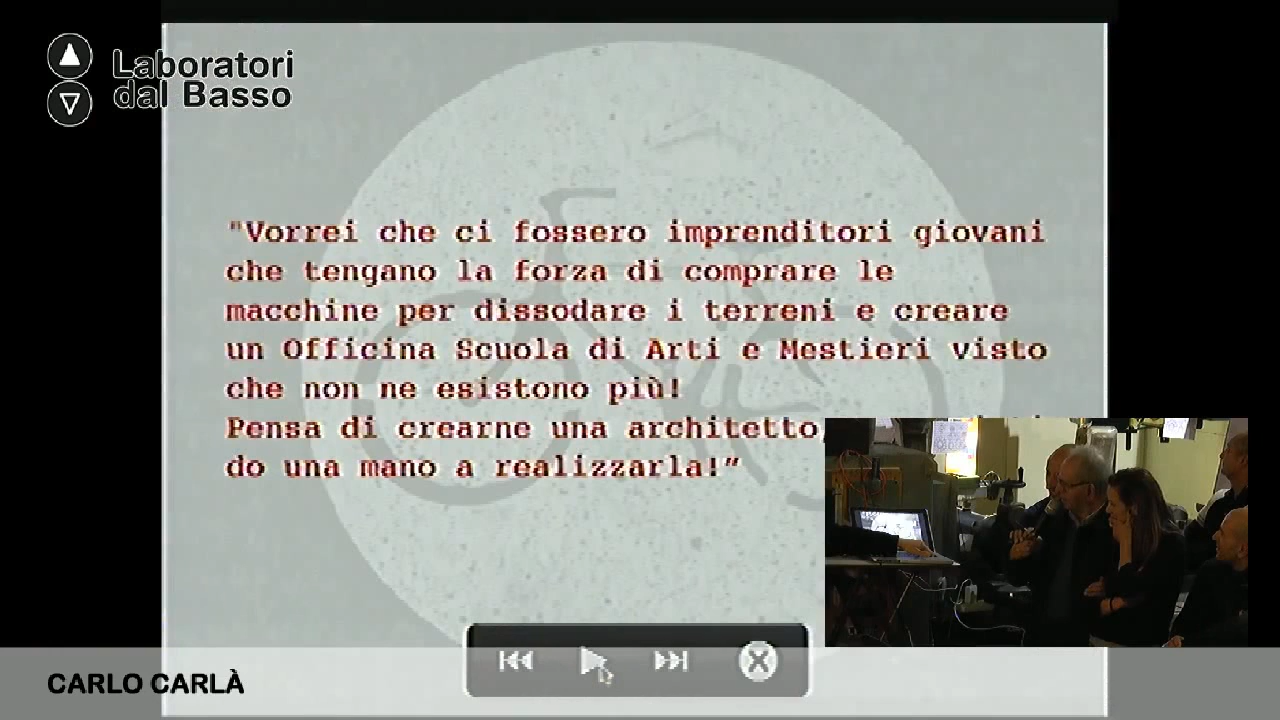 Laboratori
dal Basso
"Vorrei che ci fossero imprenditori giovani
che tengano la forza di comprare le
macchine per dissodare i terreni e creare
un Officina Scuola di Arti e Mestieri visto
che non ne esistono più!
Pensa di crearne una architetto,
do una mano a realizzarla!”
CARLO CARLÀ